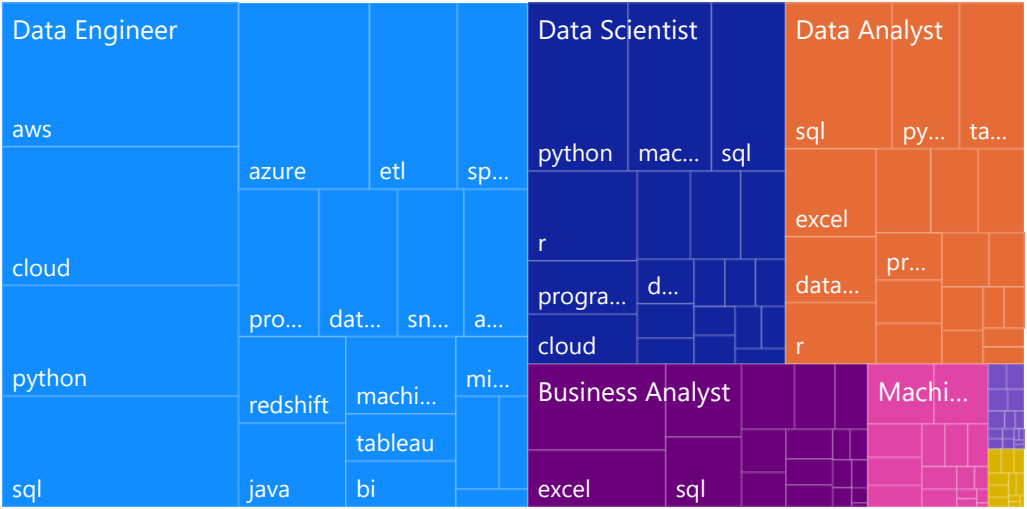 Data Engineer
aws
cloud
python
sql
azure
etl
sp...
pro...
dat...
sn...
a...
redshift
java
machi...
tableau
bi
mi...
Data Scientist
python
mac...
sql
r
progra...
cloud
d...
Data Analyst
sql
py...
ta...
excel
data...
r
pr...
Business Analyst
excel
sql
Machi...